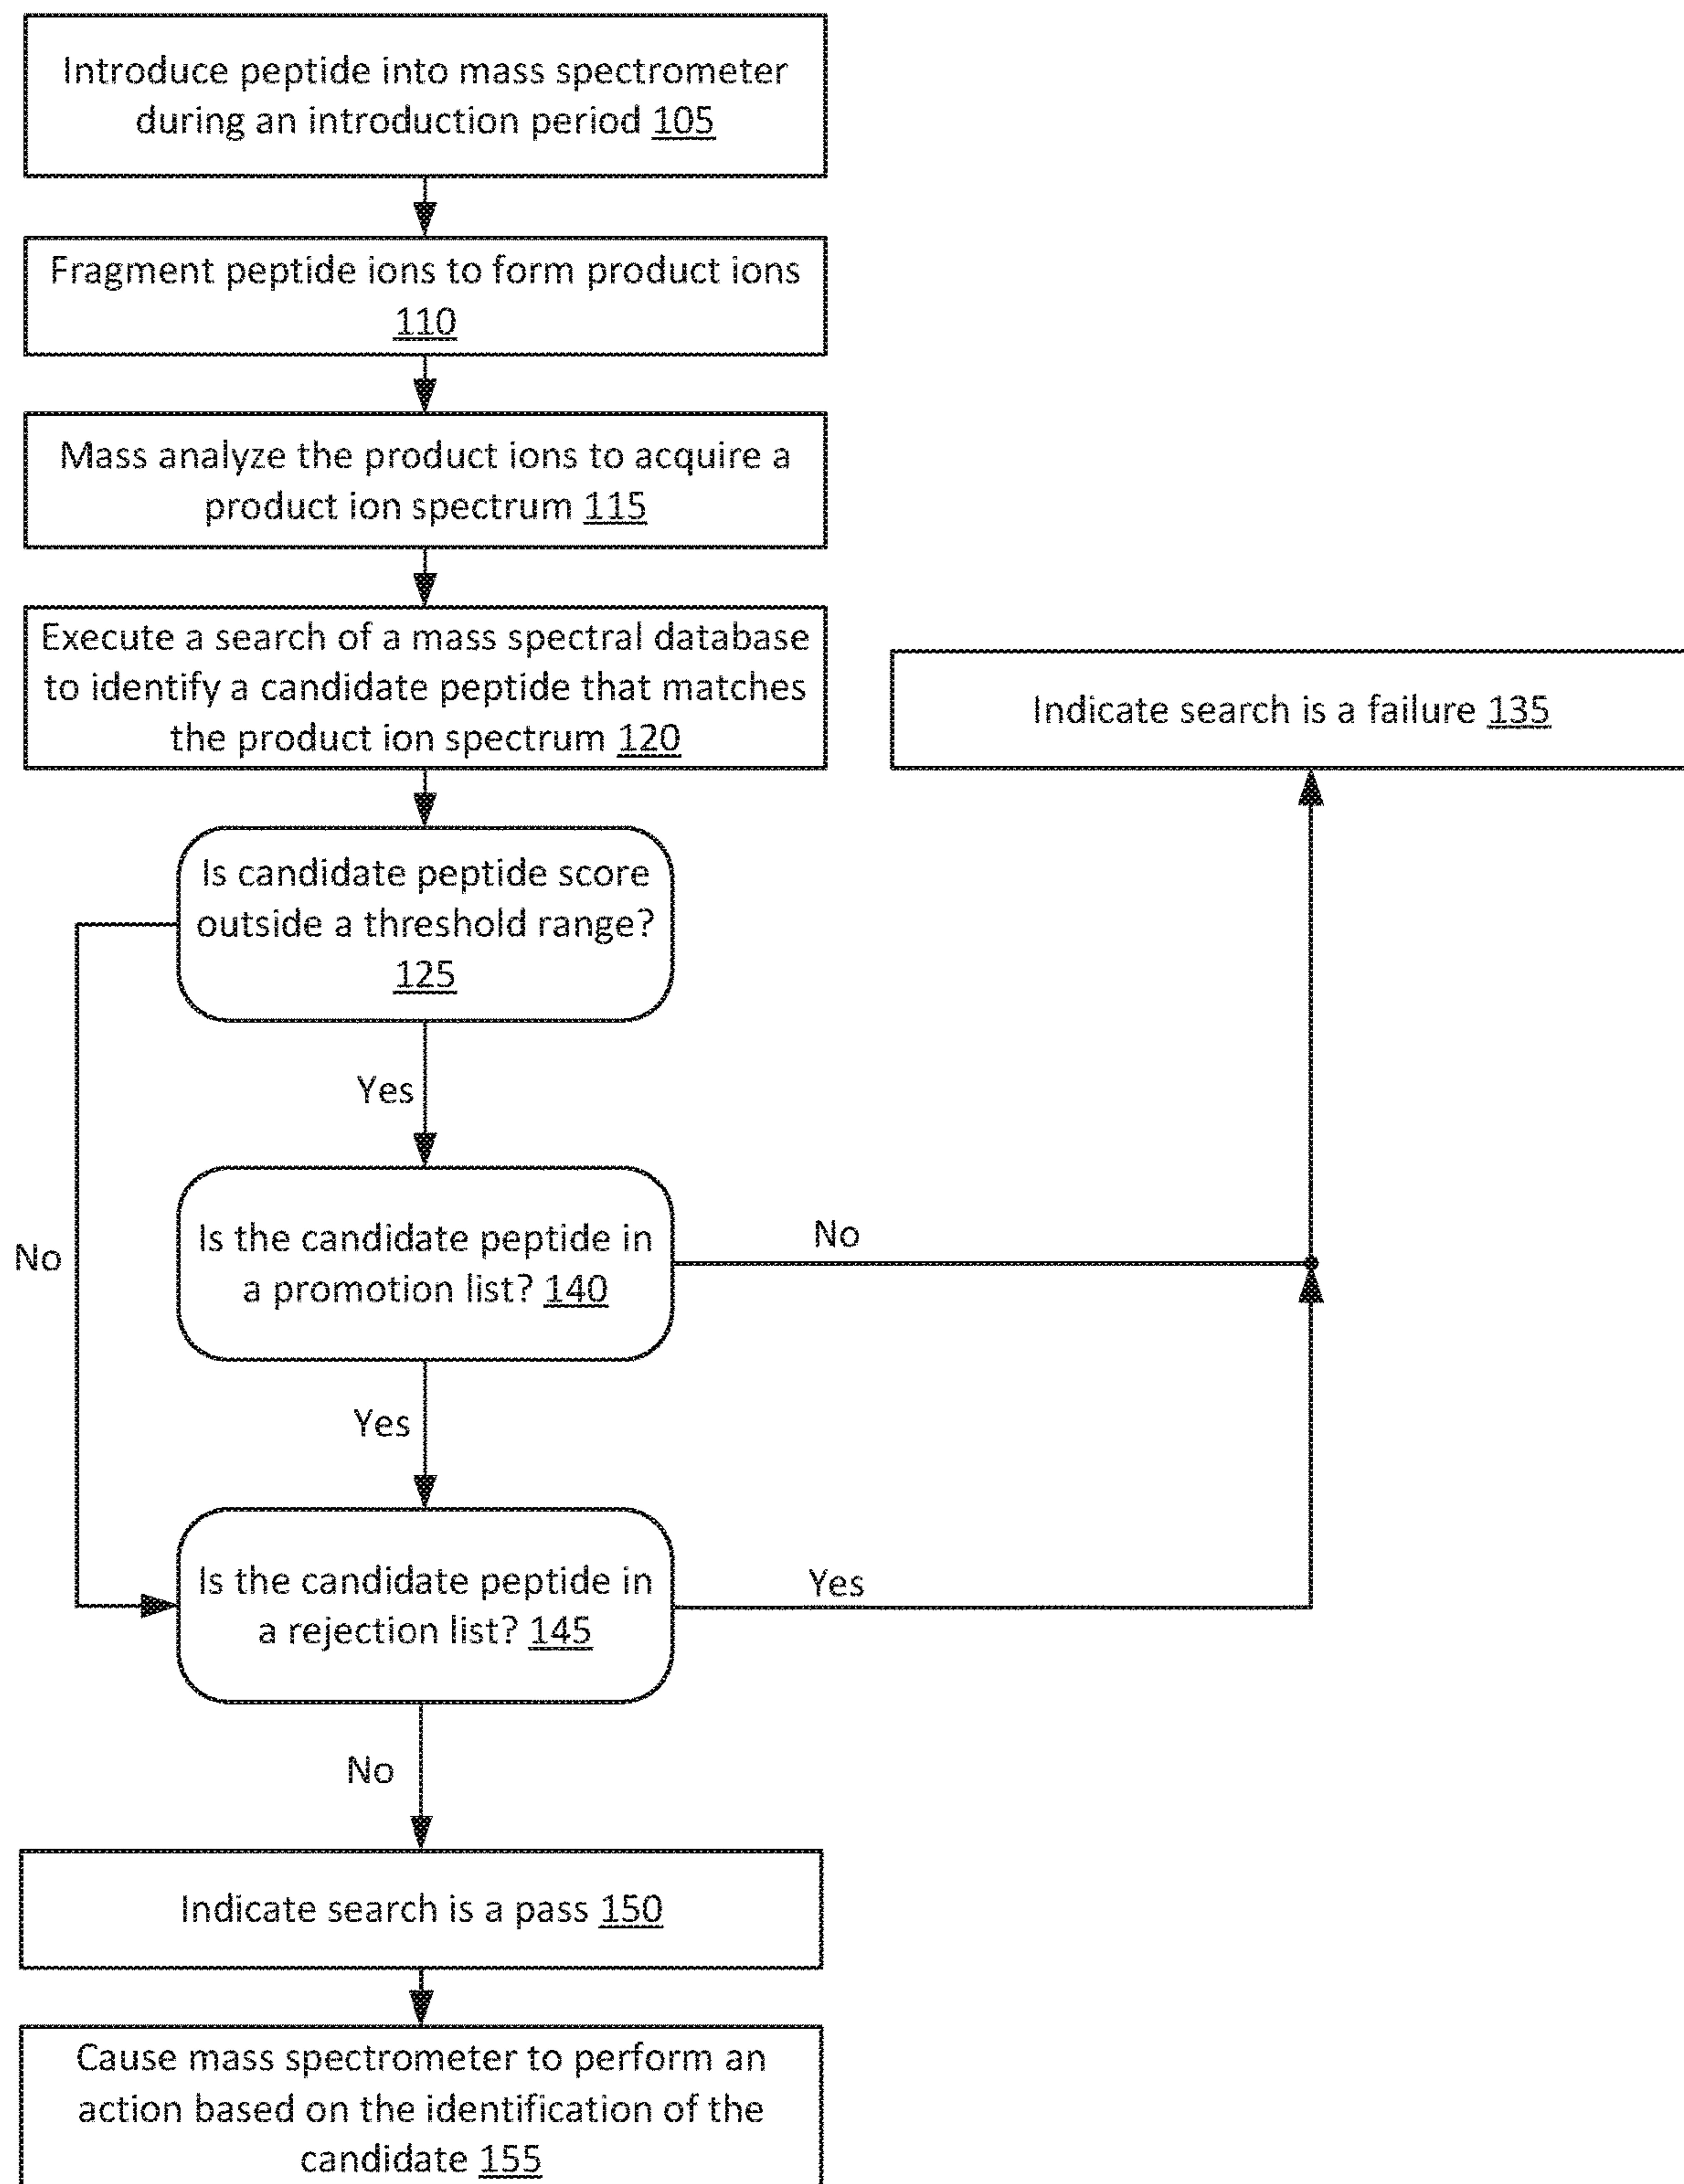 Introduce peptide into mass spectrometer
during an introduction period 105
Fragment peptide ions to form product ions
110
Mass analyze the product ions to acquire a
product ion spectrum 115
Execute a search of a mass spectral database
to identify a candidate peptide that matches
the product ion spectrum 120
Indicate search is a failure 135
Is candidate peptide score
outside a threshold range?
125
Yes
No
Is the candidate peptide in
a promotion list? 140
No
Yes
Is the candidate peptide in
a rejection list? 145
Yes
No
Indicate search is a pass 150
Cause mass spectrometer to perform an
action based on the identification of the
candidate 155